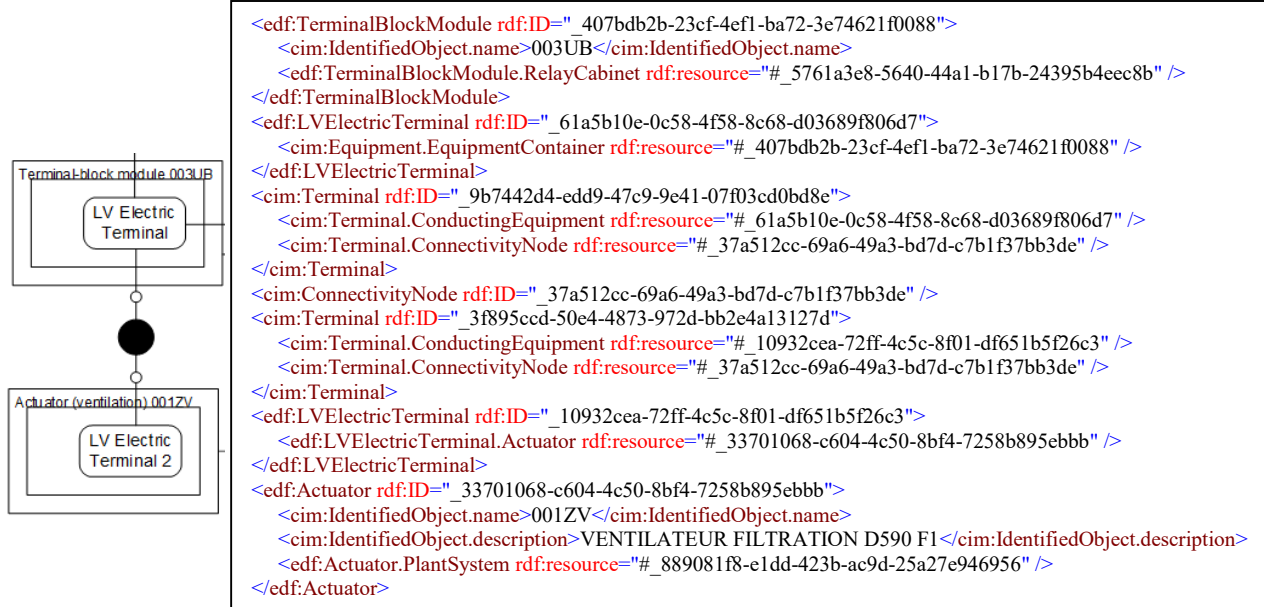 Terminal-block module 003UB
LV Electric
Terminal
Actuator (ventilation) 001ZV
LV Electric
Terminal 2
<edf:TerminalBlockModule rdf:ID="_407bdb2b-23cf-4ef1-ba72-3e74621f0088">
<cim:IdentifiedObject.name>003UB</cim:IdentifiedObject.name>
<edf:TerminalBlockModule.RelayCabinet rdf:resource="#_5761a3e8-5640-44a1-b17b-24395b4eec8b" />
</edf:TerminalBlockModule>
<edf:LVElectricTerminal rdf:ID="_61a5b10e-0c58-4f58-8c68-d03689f806d7">
<cim:Equipment.EquipmentContainer rdf:resource="#_407bdb2b-23cf-4ef1-ba72-3e74621f0088" />
</edf:LVElectricTerminal>
<cim:Terminal rdf:ID="_9b7442d4-edd9-47c9-9e41-07f03cd0bd8e">
<cim:Terminal.ConductingEquipment rdf:resource="#_61a5b10e-0c58-4f58-8c68-d03689f806d7" />
<cim:Terminal.ConnectivityNode rdf:resource="#_37a512cc-69a6-49a3-bd7d-c7b1f37bb3de" />
</cim:Terminal>
<cim:ConnectivityNode rdf:ID="_37a512cc-69a6-49a3-bd7d-c7b1f37bb3de" />
<cim:Terminal rdf:ID="_3f895ccd-50e4-4873-972d-bb2e4a13127d">
<cim:Terminal.ConductingEquipment rdf:resource="#_10932cea-72ff-4c5c-8f01-df651b5f26c3" />
<cim:Terminal.ConnectivityNode rdf:resource="#_37a512cc-69a6-49a3-bd7d-c7b1f37bb3de" />
</cim:Terminal>
<edf:LVElectricTerminal rdf:ID="_10932cea-72ff-4c5c-8f01-df651b5f26c3">
<edf:LVElectricTerminal.Actuator rdf:resource="#_33701068-c604-4c50-8bf4-7258b895ebbb" />
</edf:LVElectricTerminal>
<edf:Actuator rdf:ID="_33701068-c604-4c50-8bf4-7258b895ebbb">
<cim:IdentifiedObject.name>001ZV</cim:IdentifiedObject.name>
<cim:IdentifiedObject.description>VENTILATEUR FILTRATION D590 F1</cim:IdentifiedObject.description>
<edf:Actuator.PlantSystem rdf:resource="#_889081f8-e1dd-423b-ac9d-25a27e946956" />
</edf:Actuator>